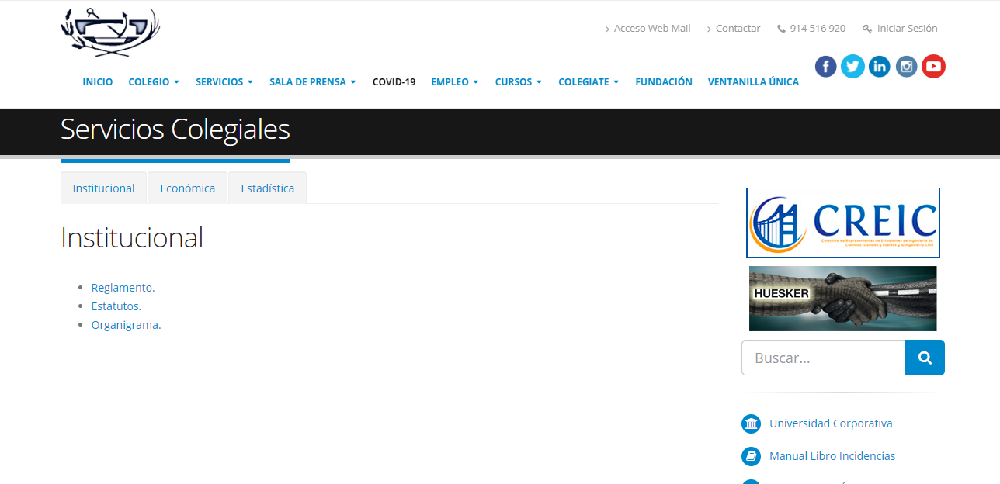 Acceso Web Mail Contactar 914 516 920 Iniciar Sesión
INICIO COLEGIO SERVICIOS SALA DE PRENSA COVID-19 EMPLEO CURSOS COLEGIATE FUNDACIÓN VENTANILLA ÚNICA
Servicios Colegiales
Institucional Económica Estadística
Institucional
Reglamento.
Estatutos.
Organigrama.
CREIC
Colectivo de Representantes de Estudiantes de Ingeniería de
Caminos, Canales y Puertos y la Ingeniería Civil
HUESKER
Buscar...
Universidad Corporativa
Manual Libro Incidencias